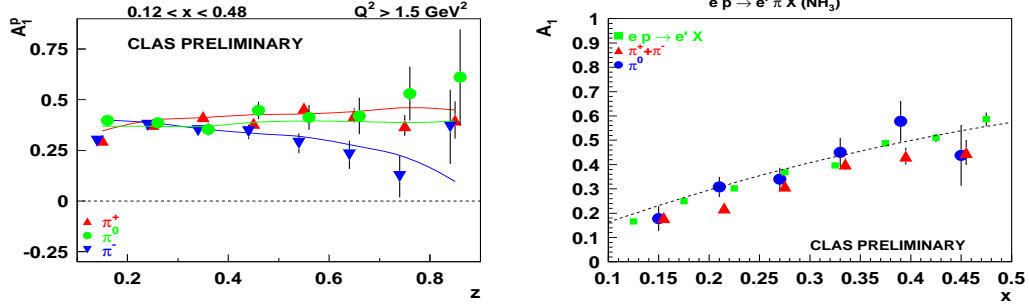 0.12 < x < 0.48 Q² > 1.5 GeV²
A₁ᵖ
CLAS PRELIMINARY
0.75
0.5
0.25
0
-0.25
π⁺
π⁰
π⁻
0.2 0.4 0.6 0.8
z
e p → e' π X (NH₃)
A₁
1
0.9
0.8
0.7
0.6
0.5
0.4
0.3
0.2
0.1
0
e p → e' X
π⁺+π⁻
π⁰
CLAS PRELIMINARY
0.1 0.15 0.2 0.25 0.3 0.35 0.4 0.45 0.5
x